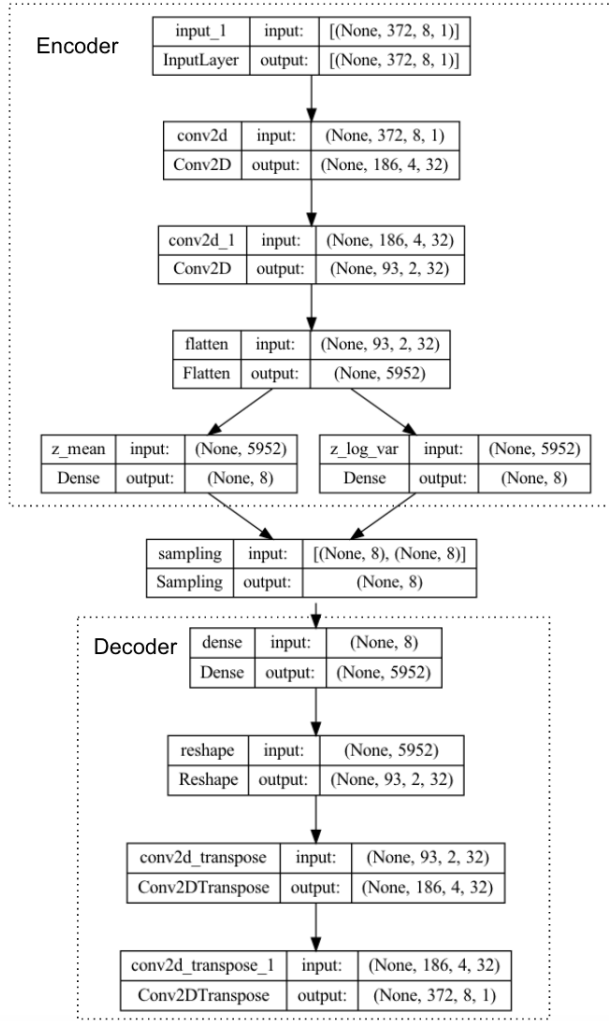 Encoder
input_1 input: [(None, 372, 8, 1)]
InputLayer output: [(None, 372, 8, 1)]
conv2d input: (None, 372, 8, 1)
Conv2D output: (None, 186, 4, 32)
conv2d_1 input: (None, 186, 4, 32)
Conv2D output: (None, 93, 2, 32)
flatten input: (None, 93, 2, 32)
Flatten output: (None, 5952)
z_mean input: (None, 5952)
Dense output: (None, 8)
z_log_var input: (None, 5952)
Dense output: (None, 8)
sampling input: [(None, 8), (None, 8)]
Sampling output: (None, 8)
Decoder
dense input: (None, 8)
Dense output: (None, 5952)
reshape input: (None, 5952)
Reshape output: (None, 93, 2, 32)
conv2d_transpose input: (None, 93, 2, 32)
Conv2DTranspose output: (None, 186, 4, 32)
conv2d_transpose_1 input: (None, 186, 4, 32)
Conv2DTranspose output: (None, 372, 8, 1)